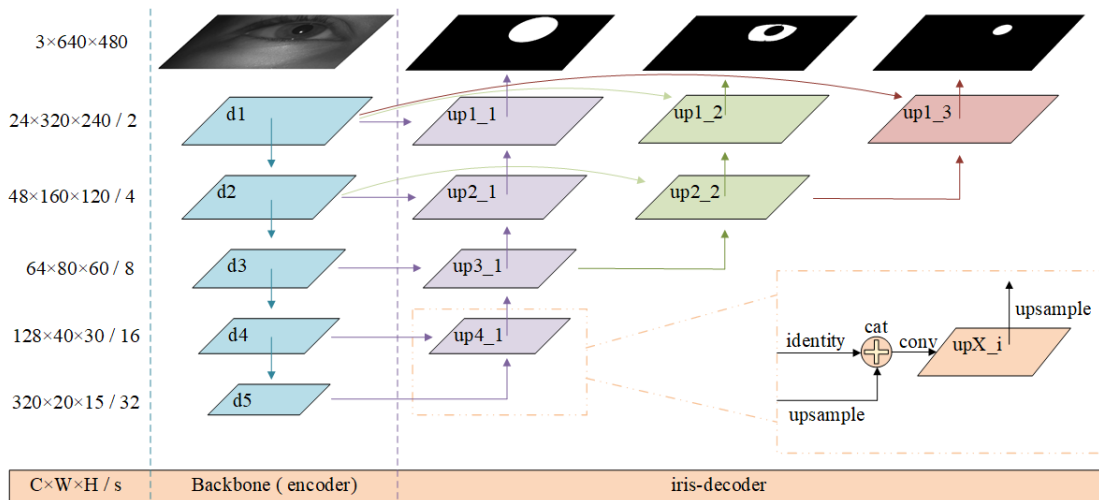 3×640×480
24×320×240 / 2
d1
up1_1
up1_2
up1_3
48×160×120 / 4
d2
up2_1
up2_2
64×80×60 / 8
d3
up3_1
128×40×30 / 16
d4
up4_1
320×20×15 / 32
d5
identity
cat
conv
upX_i
upsample
upsample
C×W×H / s
Backbone ( encoder)
iris-decoder